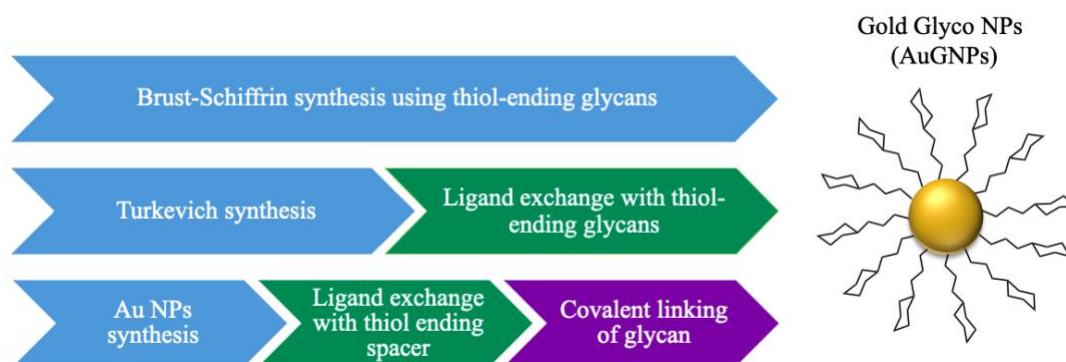 Gold Glyco NPs
(AuGNPs)
Brust-Schiffrin synthesis using thiol-ending glycans
Turkevich synthesis
Ligand exchange with thiol-
ending glycans
Au NPs
synthesis
Ligand exchange
with thiol ending
spacer
Covalent linking
of glycan